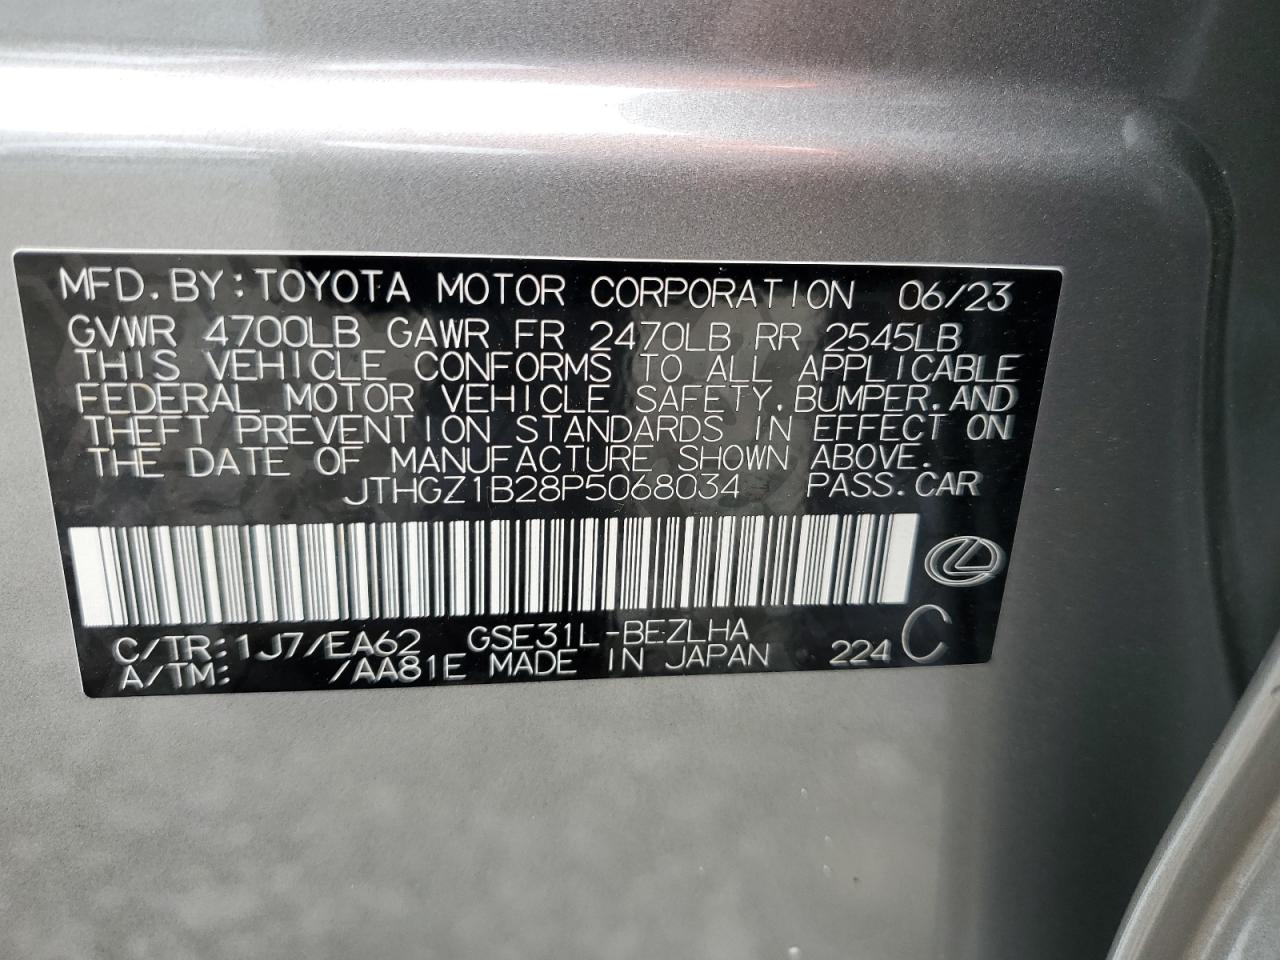 MFD.BY:TOYOTA MOTOR CORPORATION 06/23
GVWR 4700LB GAWR FR 2470LB RR 2545LB
THIS VEHICLE CONFORMS TO ALL APPLICABLE
FEDERAL MOTOR VEHICLE SAFETY,BUMPER,AND
THEFT PREVENTION STANDARDS IN EFFECT ON
THE DATE OF MANUFACTURE SHOWN ABOVE.
JTHGZ1B28P5068034 PASS.CAR
C/TR:1J7/EA62 GSE31L-BEZLHA
A/TM: /AA81E MADE IN JAPAN 224 C